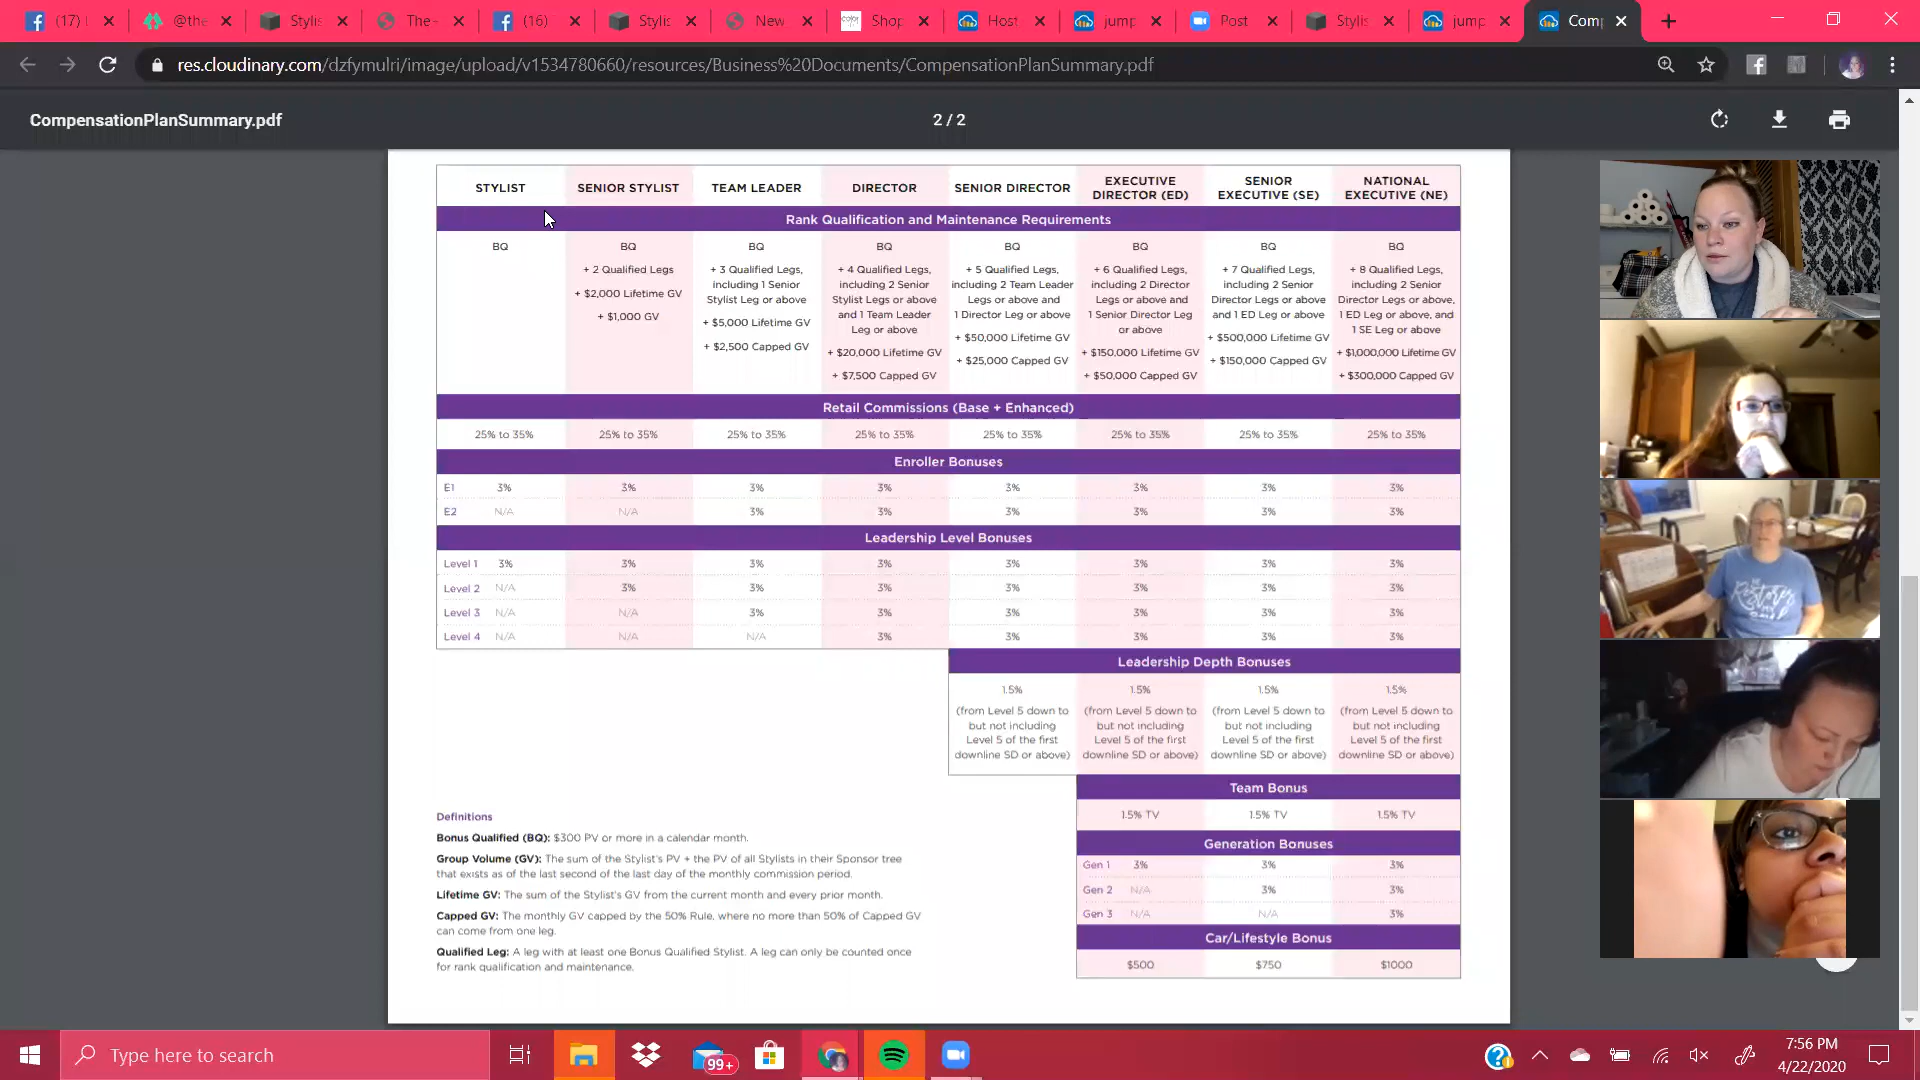 (17)
@the
Stylis
The -
(16)
Stylis
New
Shop
Host
jump
Post
Stylis
jump
Comp
res.cloudinary.com/dzfymulri/image/upload/v1534780660/resources/Business%20Documents/CompensationPlanSummary.pdf
CompensationPlanSummary.pdf
2 / 2
STYLIST SENIOR STYLIST TEAM LEADER DIRECTOR SENIOR DIRECTOR EXECUTIVE DIRECTOR (ED) SENIOR EXECUTIVE (SE) NATIONAL EXECUTIVE (NE)
Rank Qualification and Maintenance Requirements
BQ
BQ
+ 2 Qualified Legs
+ $2,000 Lifetime GV
+ $1,000 GV
BQ
+ 3 Qualified Legs,
including 1 Senior
Stylist Leg or above
+ $5,000 Lifetime GV
+ $2,500 Capped GV
BQ
+ 4 Qualified Legs,
including 2 Senior
Stylist Legs or above
and 1 Team Leader
Leg or above
+ $20,000 Lifetime GV
+ $7,500 Capped GV
BQ
+ 5 Qualified Legs,
including 2 Team Leader
Legs or above and
1 Director Leg or above
+ $50,000 Lifetime GV
+ $25,000 Capped GV
BQ
+ 6 Qualified Legs,
including 2 Director
Legs or above and
1 Senior Director Leg
or above
+ $150,000 Lifetime GV
+ $50,000 Capped GV
BQ
+ 7 Qualified Legs,
including 2 Senior
Director Legs or above
and 1 ED Leg or above
+ $500,000 Lifetime GV
+ $150,000 Capped GV
BQ
+ 8 Qualified Legs,
including 2 Senior
Director Legs or above,
1 ED Leg or above, and
1 SE Leg or above
+ $1,000,000 Lifetime GV
+ $300,000 Capped GV
Retail Commissions (Base + Enhanced)
25% to 35% 25% to 35% 25% to 35% 25% to 35% 25% to 35% 25% to 35% 25% to 35% 25% to 35%
Enroller Bonuses
E1 3% 3% 3% 3% 3% 3% 3% 3%
E2 N/A N/A 3% 3% 3% 3% 3% 3%
Leadership Level Bonuses
Level 1 3% 3% 3% 3% 3% 3% 3% 3%
Level 2 N/A 3% 3% 3% 3% 3% 3% 3%
Level 3 N/A N/A 3% 3% 3% 3% 3% 3%
Level 4 N/A N/A N/A 3% 3% 3% 3% 3%
Leadership Depth Bonuses
1.5% 1.5% 1.5% 1.5%
(from Level 5 down to (from Level 5 down to (from Level 5 down to (from Level 5 down to
but not including but not including but not including but not including
Level 5 of the first Level 5 of the first Level 5 of the first Level 5 of the first
downline SD or above) downline SD or above) downline SD or above) downline SD or above)
Team Bonus
1.5% TV 1.5% TV 1.5% TV
Generation Bonuses
Gen 1 3% 3% 3%
Gen 2 N/A 3% 3%
Gen 3 N/A N/A 3%
Car/Lifestyle Bonus
$500 $750 $1000
Definitions
Bonus Qualified (BQ): $300 PV or more in a calendar month.
Group Volume (GV): The sum of the Stylist's PV + the PV of all Stylists in their Sponsor tree
that exists as of the last second of the last day of the monthly commission period.
Lifetime GV: The sum of the Stylist's GV from the current month and every prior month.
Capped GV: The monthly GV capped by the 50% Rule, where no more than 50% of Capped GV
can come from one leg.
Qualified Leg: A leg with at least one Bonus Qualified Stylist. A leg can only be counted once
for rank qualification and maintenance.
Restorer
Type here to search
99+
7:56 PM
4/22/2020